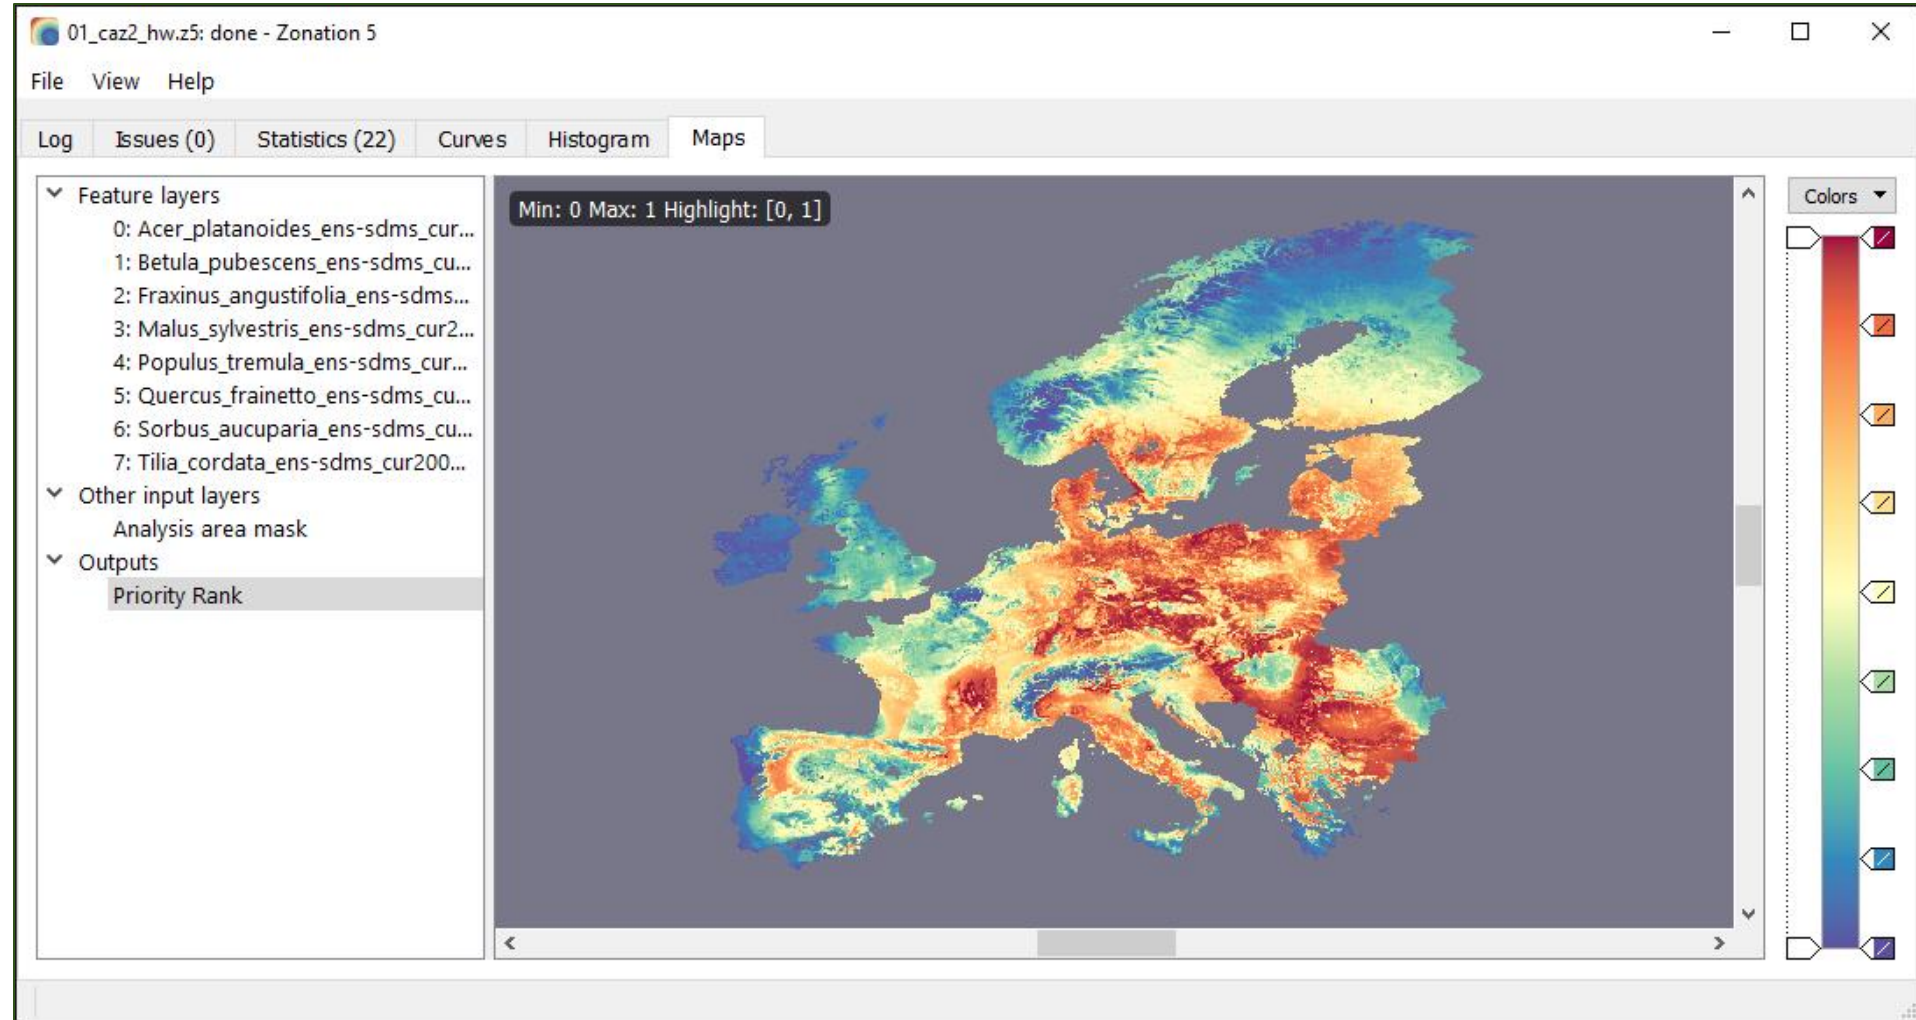 01_caz2_hw.z5: done - Zonation 5
File View Help
Log Issues (0) Statistics (22) Curves Histogram Maps
Feature layers
0: Acer_platanoides_ens-sdms_cur...
1: Betula_pubescens_ens-sdms_cu...
2: Fraxinus_angustifolia_ens-sdms...
3: Malus_sylvestris_ens-sdms_cur2...
4: Populus_tremula_ens-sdms_cur...
5: Quercus_frainetto_ens-sdms_cu...
6: Sorbus_aucuparia_ens-sdms_cu...
7: Tilia_cordata_ens-sdms_cur200...
Other input layers
Analysis area mask
Outputs
Priority Rank
Min: 0 Max: 1 Highlight: [0, 1]
Colors